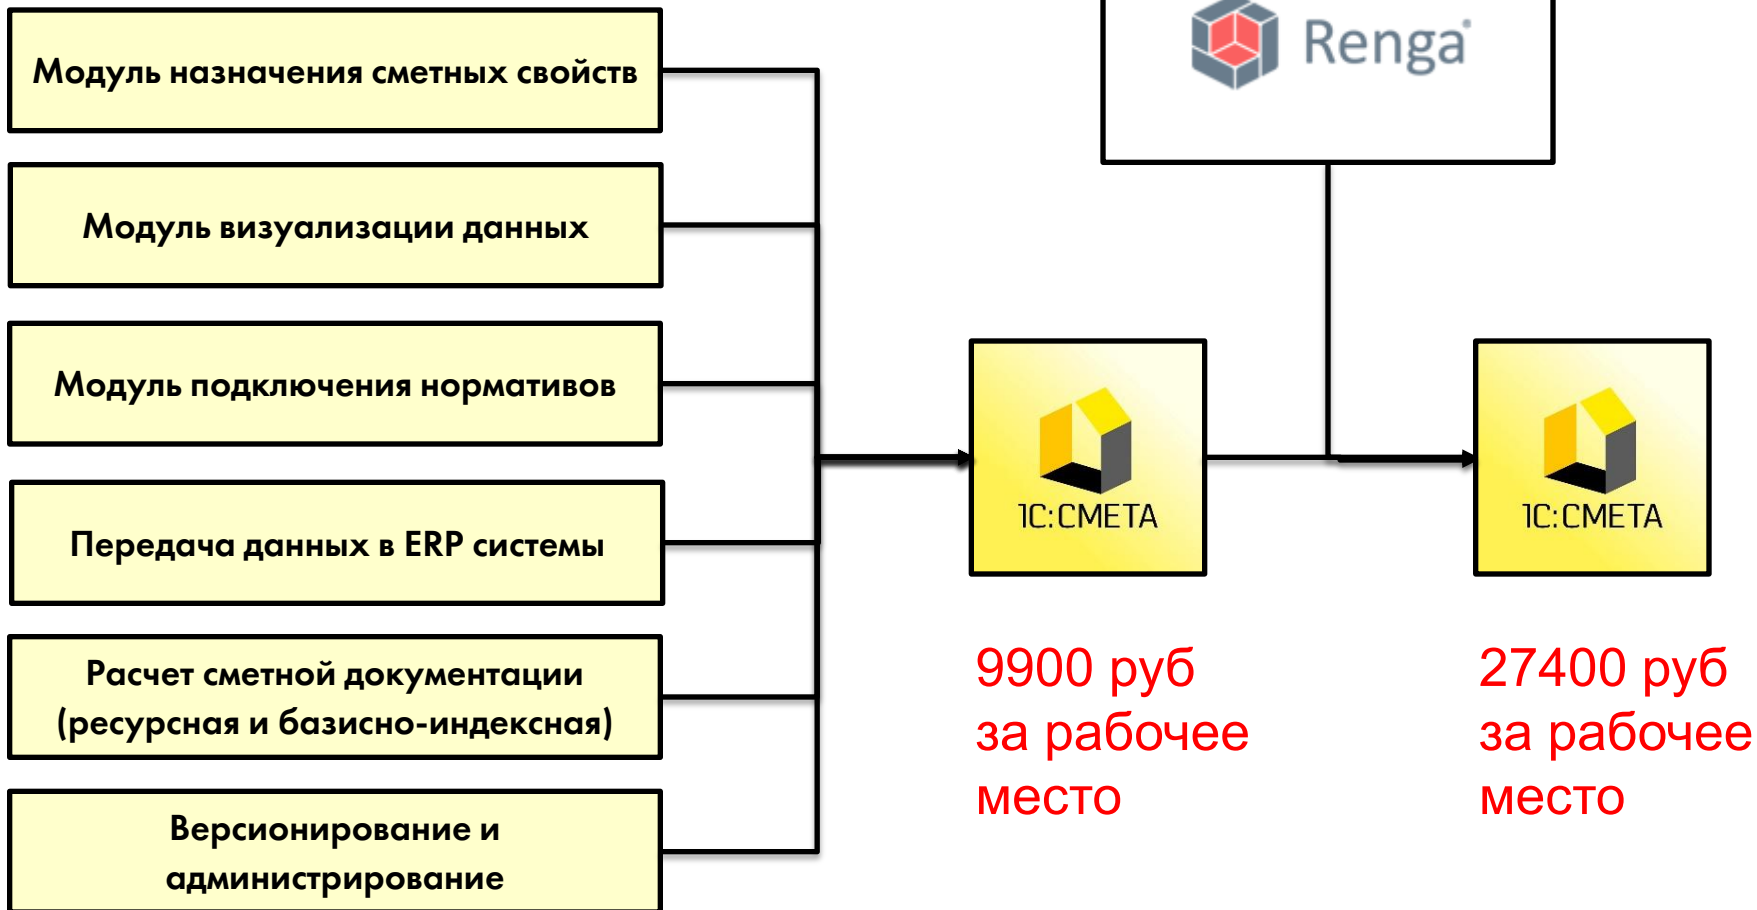 Модуль назначения сметных свойств
Модуль визуализации данных
Модуль подключения нормативов
Передача данных в ERP системы
Расчет сметной документации
(ресурсная и базисно-индексная)
Версионирование и
администрирование
Renga
1С:СМЕТА
9900 руб
за рабочее
место
1С:СМЕТА
27400 руб
за рабочее
место